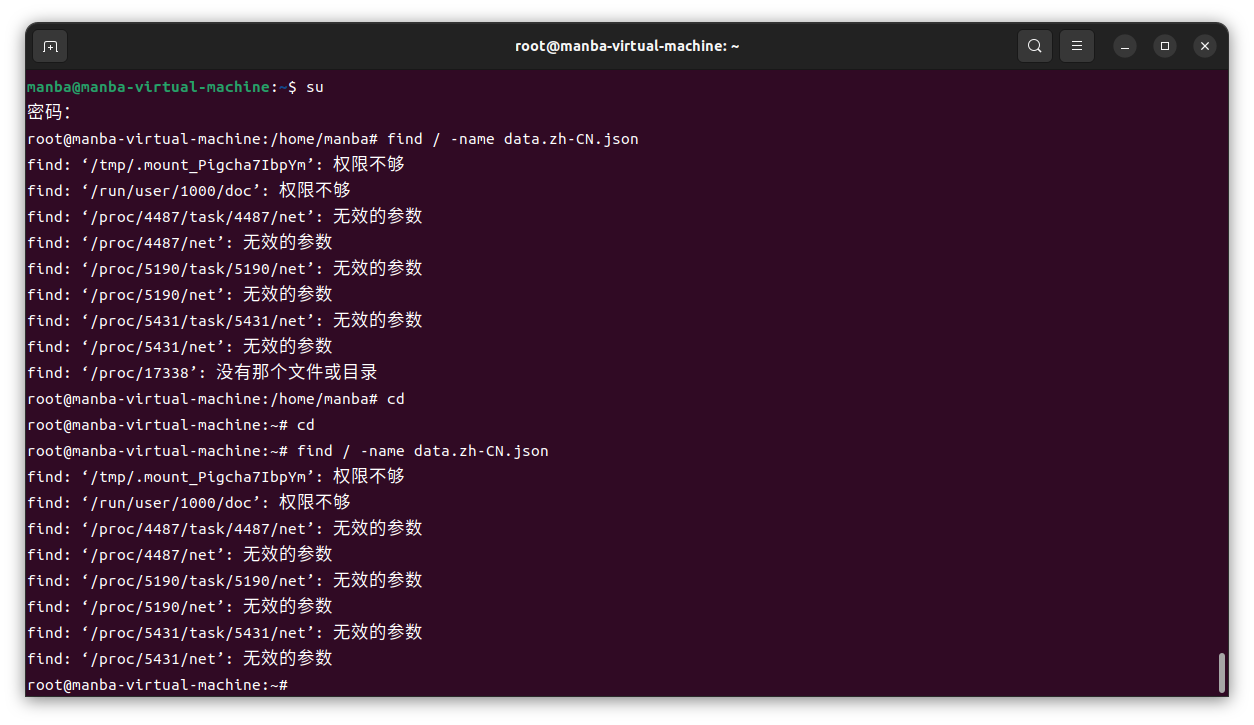 root@manba-virtual-machine: ~
manba@manba-virtual-machine:~$ su
密码：
root@manba-virtual-machine:/home/manba# find / -name data.zh-CN.json
find: ‘/tmp/.mount_Pigcha7IbpYm’: 权限不够
find: ‘/run/user/1000/doc’: 权限不够
find: ‘/proc/4487/task/4487/net’: 无效的参数
find: ‘/proc/4487/net’: 无效的参数
find: ‘/proc/5190/task/5190/net’: 无效的参数
find: ‘/proc/5190/net’: 无效的参数
find: ‘/proc/5431/task/5431/net’: 无效的参数
find: ‘/proc/5431/net’: 无效的参数
find: ‘/proc/17338’: 没有那个文件或目录
root@manba-virtual-machine:/home/manba# cd
root@manba-virtual-machine:~# cd
root@manba-virtual-machine:~# find / -name data.zh-CN.json
find: ‘/tmp/.mount_Pigcha7IbpYm’: 权限不够
find: ‘/run/user/1000/doc’: 权限不够
find: ‘/proc/4487/task/4487/net’: 无效的参数
find: ‘/proc/4487/net’: 无效的参数
find: ‘/proc/5190/task/5190/net’: 无效的参数
find: ‘/proc/5190/net’: 无效的参数
find: ‘/proc/5431/task/5431/net’: 无效的参数
find: ‘/proc/5431/net’: 无效的参数
root@manba-virtual-machine:~#